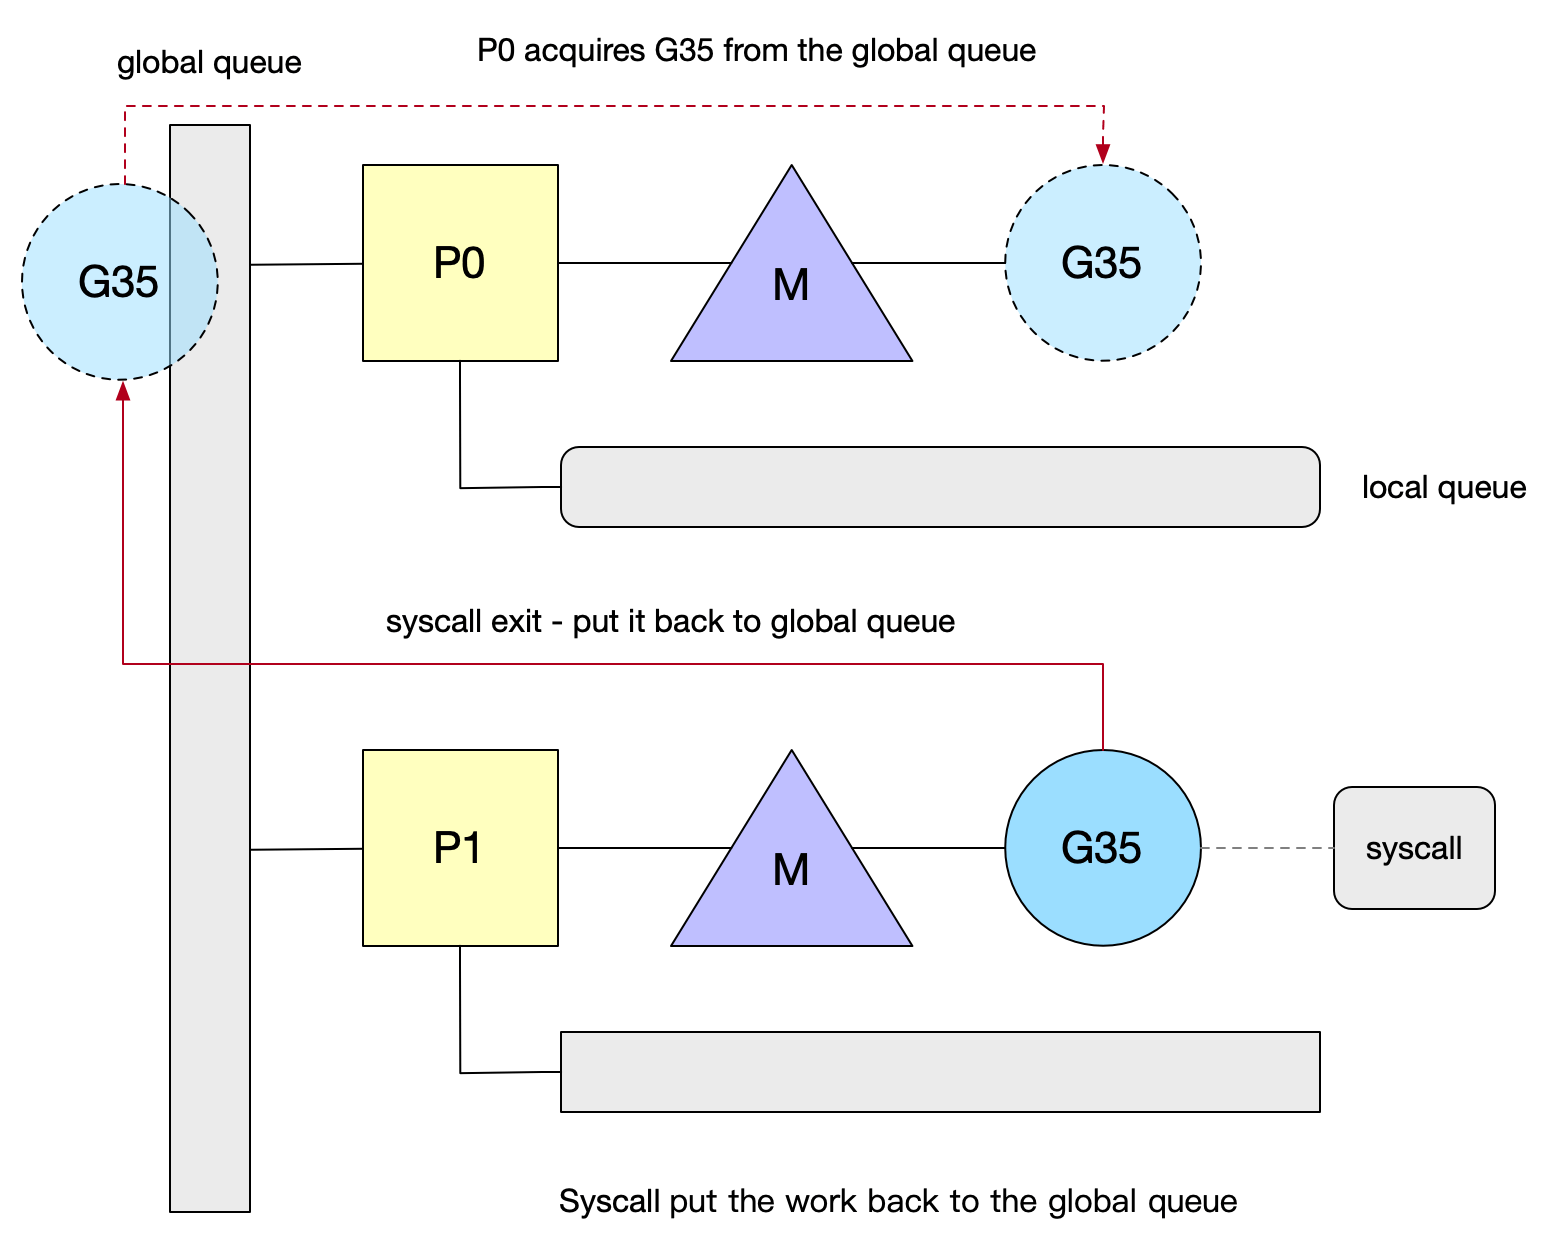 global queue
P0 acquires G35 from the global queue
G35
P0
M
G35
local queue
syscall exit - put it back to global queue
P1
M
G35
syscall
Syscall put the work back to the global queue